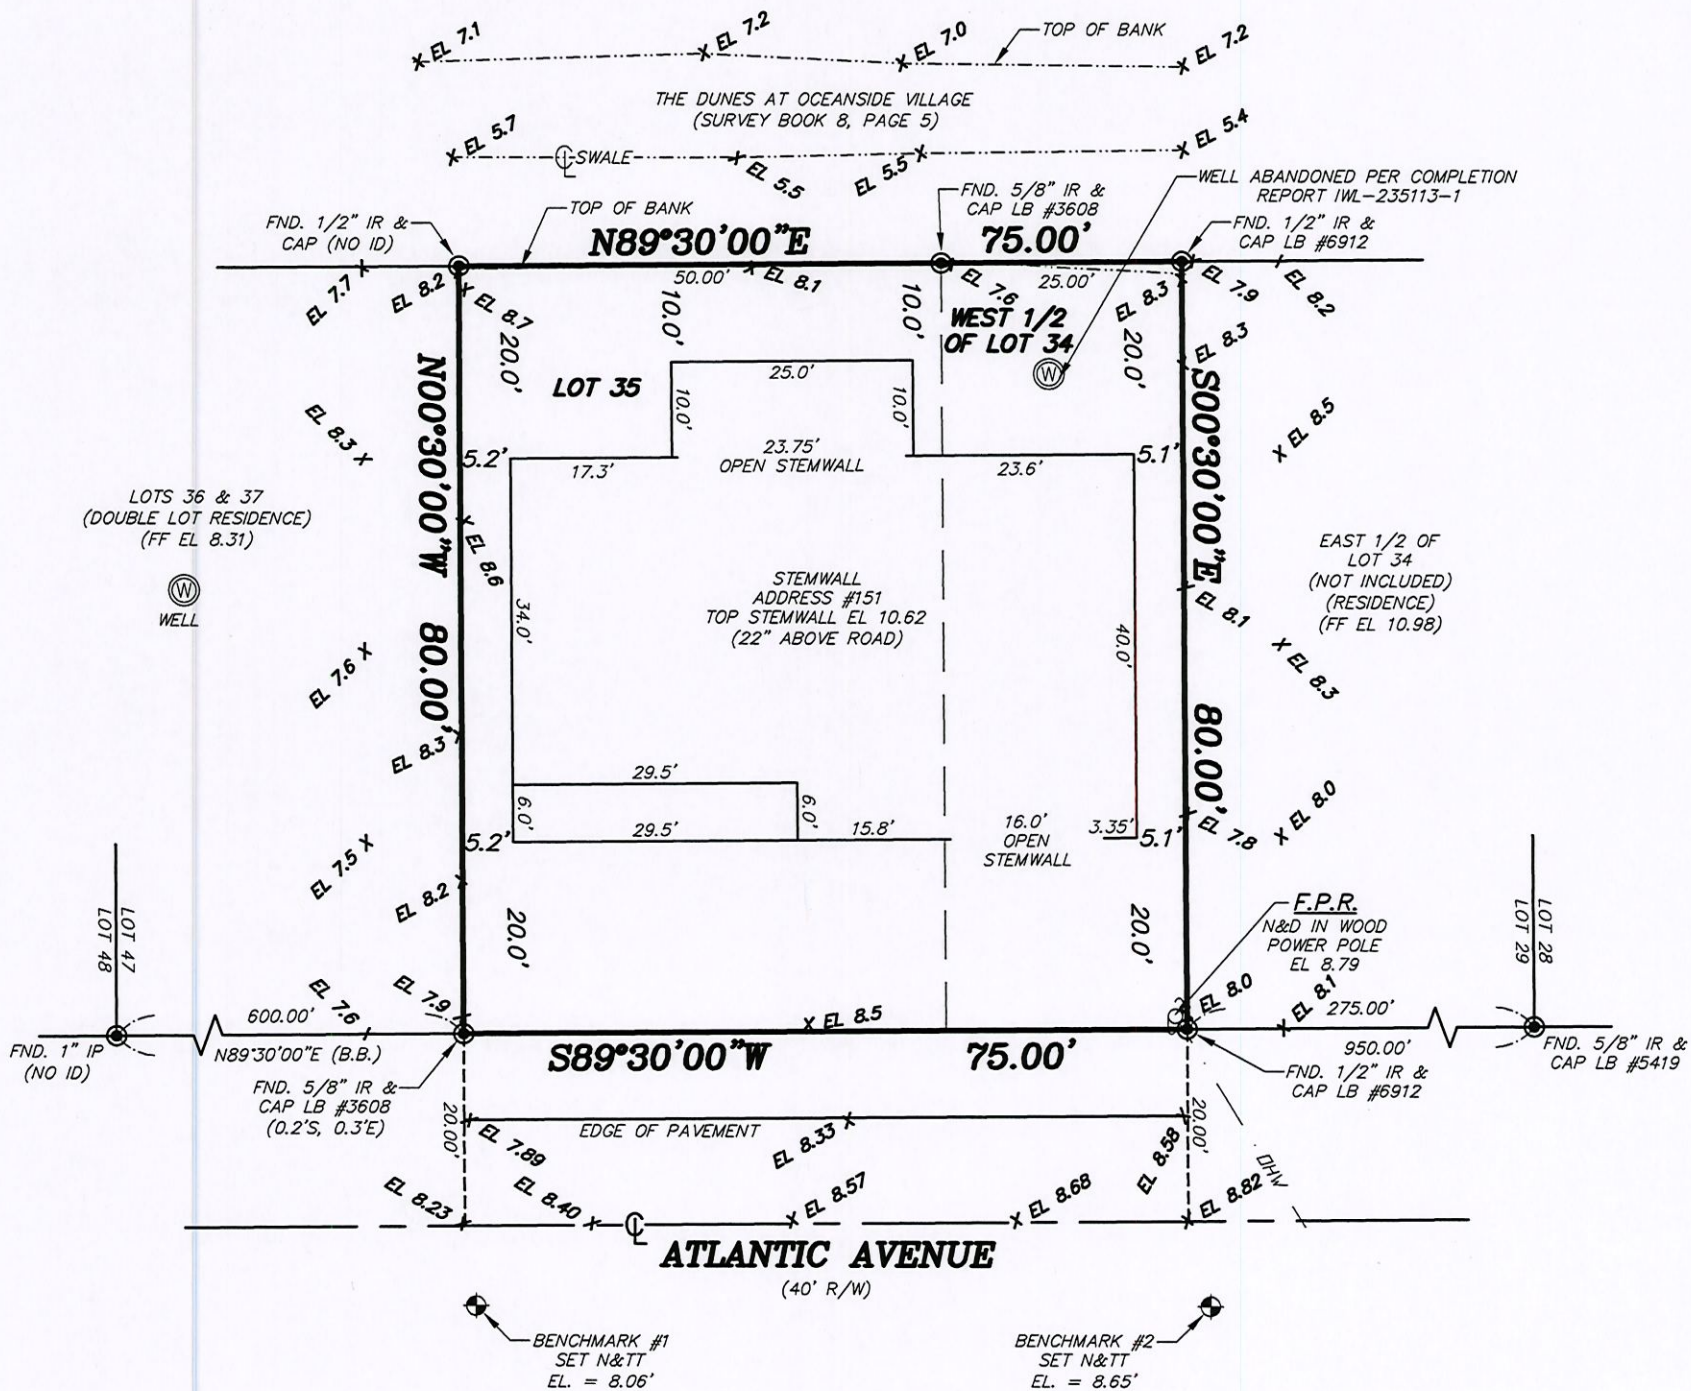 EL 7.1
EL 7.2
EL 7.0
TOP OF BANK
EL 7.2
THE DUNES AT OCEANSIDE VILLAGE
(SURVEY BOOK 8, PAGE 5)
EL 5.7
℄ SWALE
EL 5.5
EL 5.5
EL 5.4
WELL ABANDONED PER COMPLETION
REPORT IWL-235113-1
FND. 5/8" IR &
CAP LB #3608
FND. 1/2" IR &
CAP (NO ID)
TOP OF BANK
FND. 1/2" IR &
CAP LB #6912
N89°30'00"E 75.00'
EL 7.7
EL 8.2
EL 8.7
50.00'
EL 8.1
EL 7.6
25.00'
EL 8.3
EL 7.9
EL 8.2
20.0'
10.0'
10.0'
WEST 1/2
OF LOT 34
20.0'
EL 8.3
W
LOT 35
25.0'
10.0'
10.0'
N00°30'00"W 80.00'
S00°30'00"E 80.00'
EL 8.3
EL 8.5
5.2'
17.3'
23.75'
OPEN STEMWALL
23.6'
5.1'
LOTS 36 & 37
(DOUBLE LOT RESIDENCE)
(FF EL 8.31)
W
WELL
EL 8.6
EAST 1/2 OF
LOT 34
(NOT INCLUDED)
(RESIDENCE)
(FF EL 10.98)
STEMWALL
ADDRESS #151
TOP STEMWALL EL 10.62
(22" ABOVE ROAD)
34.0'
40.0'
EL 8.1
EL 7.6
EL 8.3
EL 8.3
29.5'
6.0'
6.0'
5.2'
29.5'
15.8'
16.0'
OPEN
STEMWALL
3.35'
5.1'
EL 7.8
EL 8.0
EL 7.5
EL 8.2
20.0'
20.0'
F.P.R.
N&D IN WOOD
POWER POLE
EL 8.79
LOT 47
LOT 48
LOT 28
LOT 29
EL 7.6
EL 7.9
EL 8.5
EL 8.0
EL 8.1
600.00'
275.00'
N89°30'00"E (B.B.)
950.00'
FND. 1" IP
(NO ID)
S89°30'00"W 75.00'
FND. 5/8" IR &
CAP LB #5419
FND. 5/8" IR &
CAP LB #3608
(0.2'S, 0.3'E)
FND. 1/2" IR &
CAP LB #6912
20.00'
EL 7.89
EDGE OF PAVEMENT
EL 8.33
EL 8.58
20.00'
OHW
EL 8.23
EL 8.40
℄
EL 8.57
EL 8.68
EL 8.82
ATLANTIC AVENUE
(40' R/W)
BENCHMARK #1
SET N&TT
EL. = 8.06'
BENCHMARK #2
SET N&TT
EL. = 8.65'